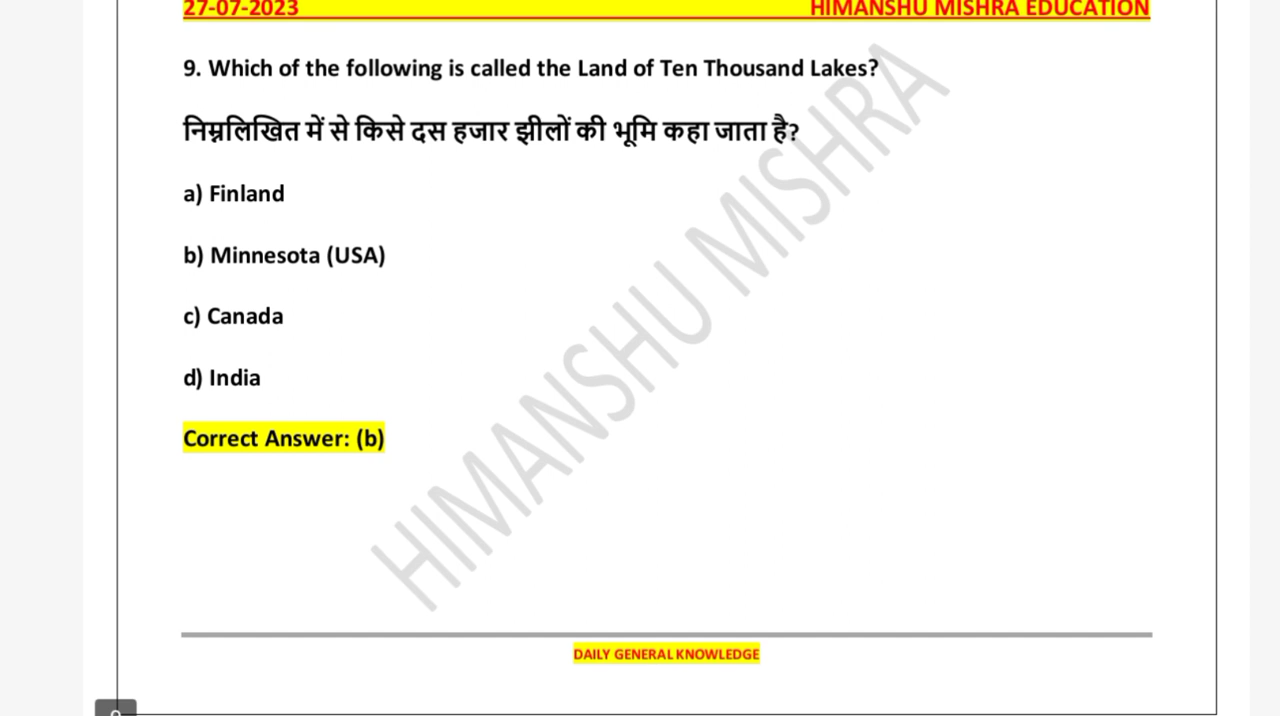 27-07-2023 HIMANSHU MISHRA EDUCATION
9. Which of the following is called the Land of Ten Thousand Lakes?
निम्नलिखित में से किसे दस हजार झीलों की भूमि कहा जाता है?
a) Finland
b) Minnesota (USA)
c) Canada
d) India
Correct Answer: (b)
HIMANSHU MISHRA
DAILY GENERAL KNOWLEDGE